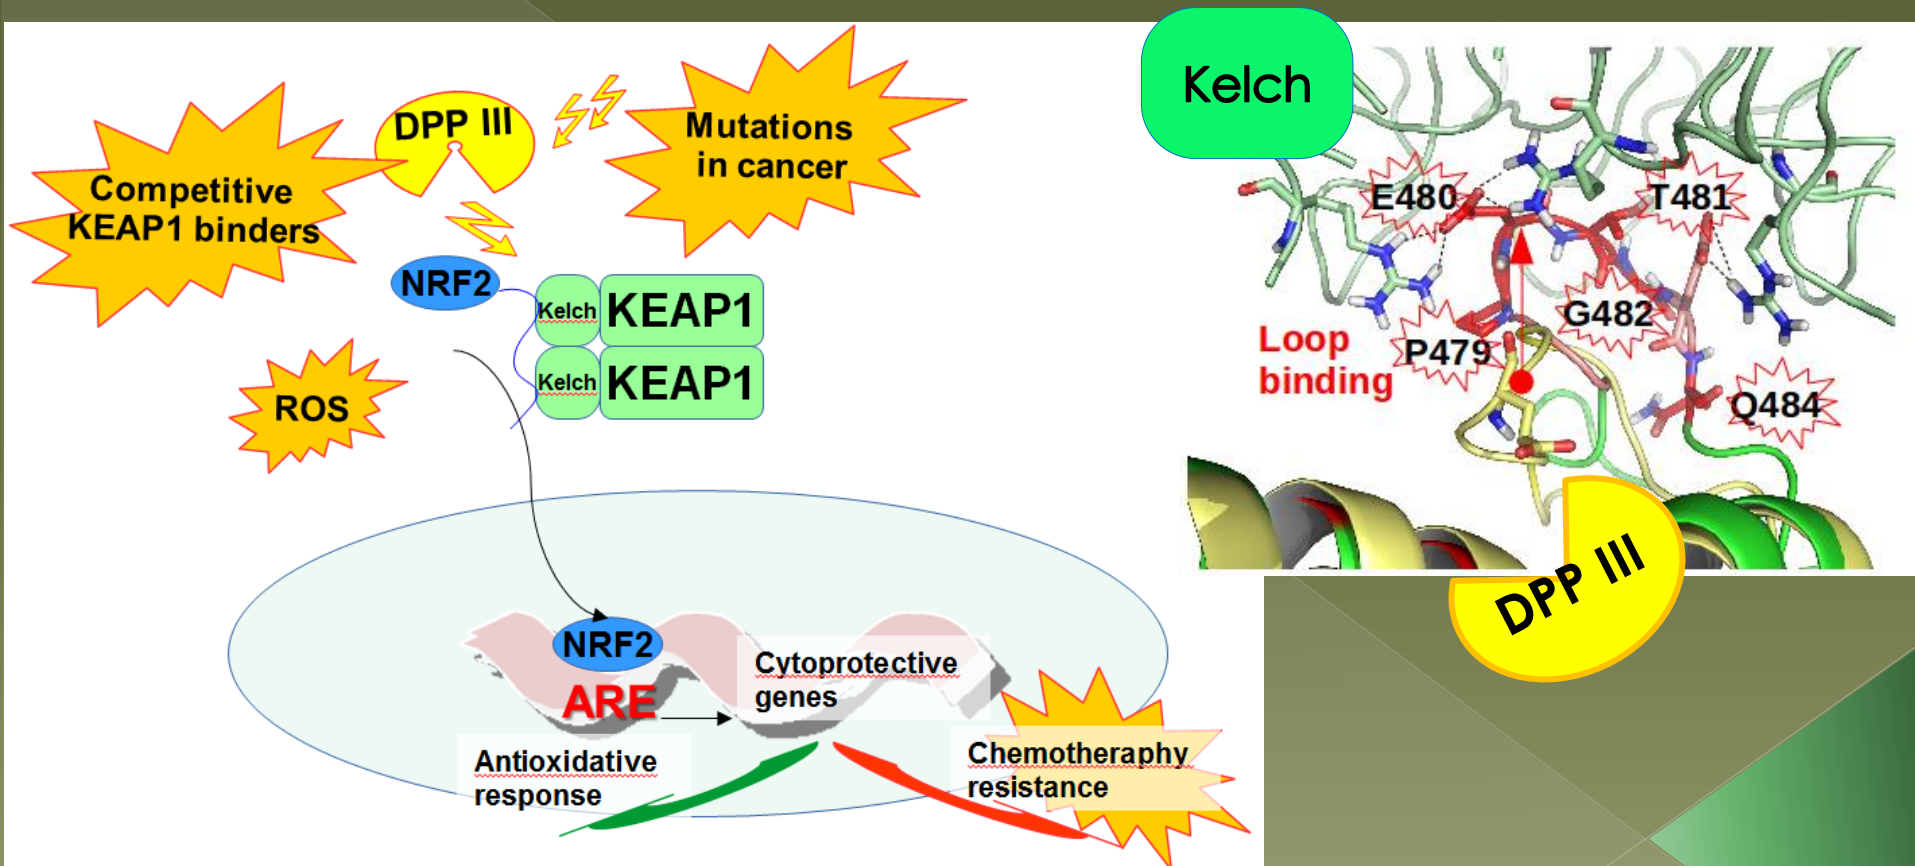 DPP III
Competitive
KEAP1 binders
Mutations
in cancer
NRF2
Kelch
KEAP1
Kelch
KEAP1
ROS
NRF2
ARE
Cytoprotective
genes
Antioxidative
response
Chemotheraphy
resistance
Kelch
E480
T481
G482
P479
Loop
binding
Q484
DPP III